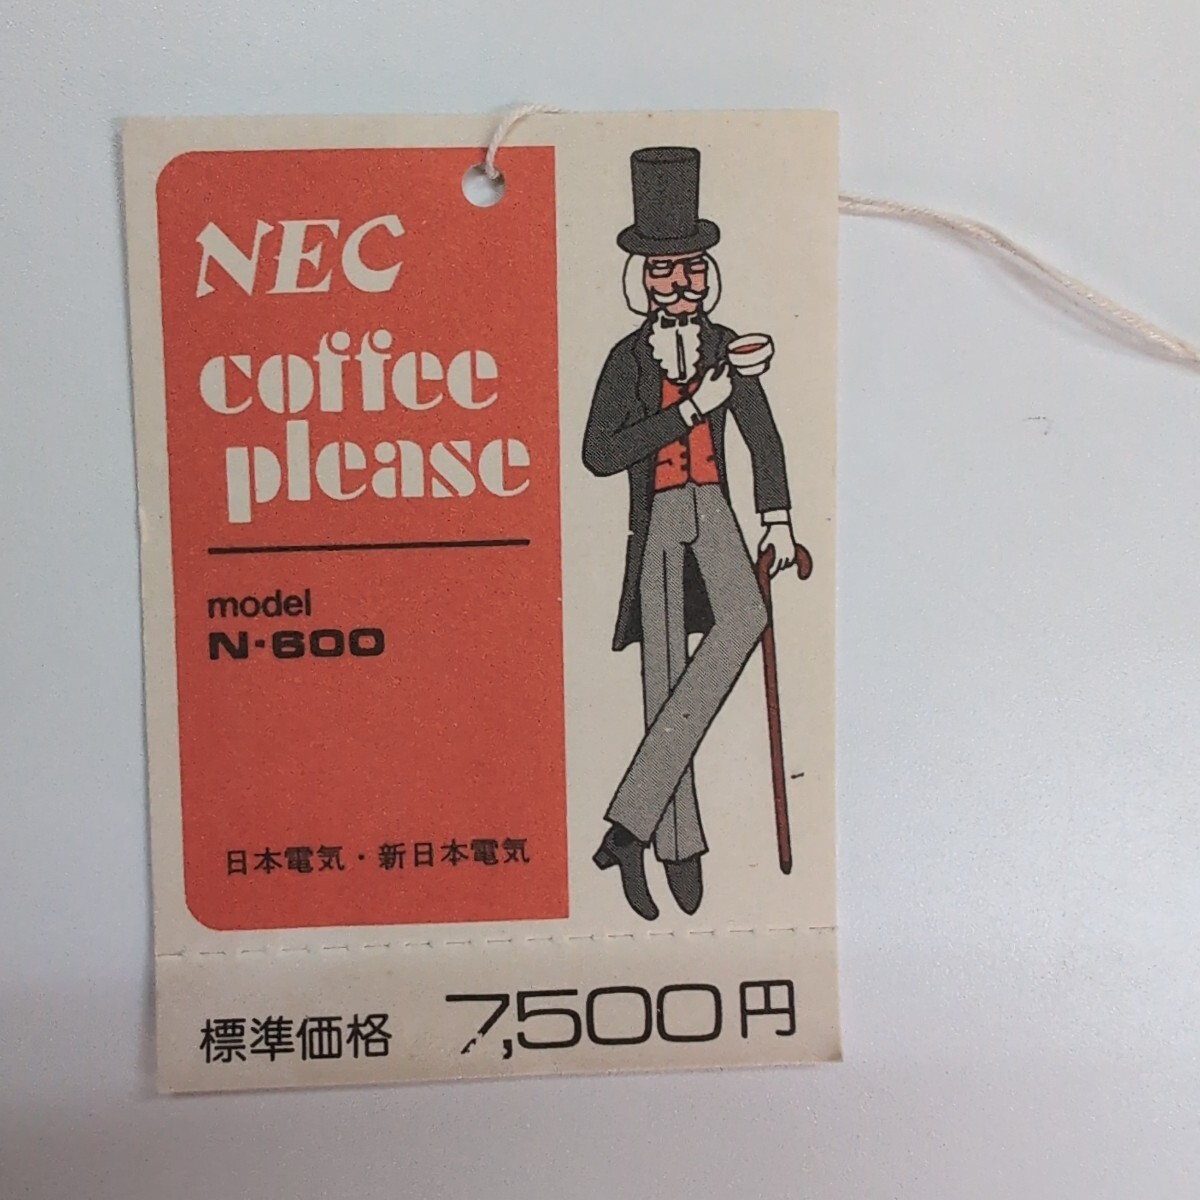 NEC
coffee
please
model
N-600
日本電気・新日本電気
標準価格 7,500円